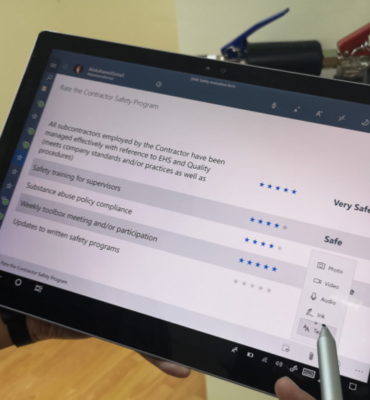 Rate the Contractor Safety Program
All subcontractors employed by the Contractor have been
managed effectively with reference to EHS and Quality
(meets company standards and/or practices as well as
procedures)
Very Safe
Safety training for supervisors
Safe
Substance abuse policy compliance
Weekly toolbox meeting and/or participation
Updates to written safety programs
Photo
Video
Audio
Ink
Rate the Contractor Safety Program